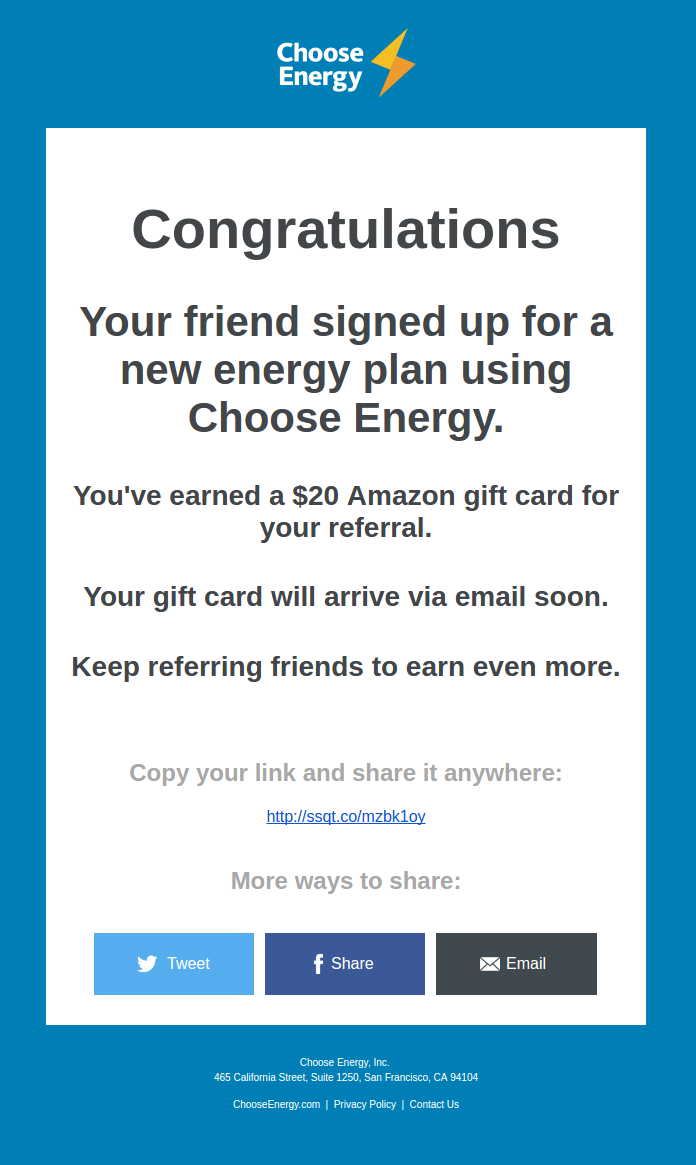 Choose
Energy
Congratulations
Your friend signed up for a
new energy plan using
Choose Energy.
You've earned a $20 Amazon gift card for
your referral.
Your gift card will arrive via email soon.
Keep referring friends to earn even more.
Copy your link and share it anywhere:
http://ssqt.co/mzbk1oy
More ways to share:
Tweet Share Email
Choose Energy, Inc.
465 California Street, Suite 1250, San Francisco, CA 94104
ChooseEnergy.com | Privacy Policy | Contact Us